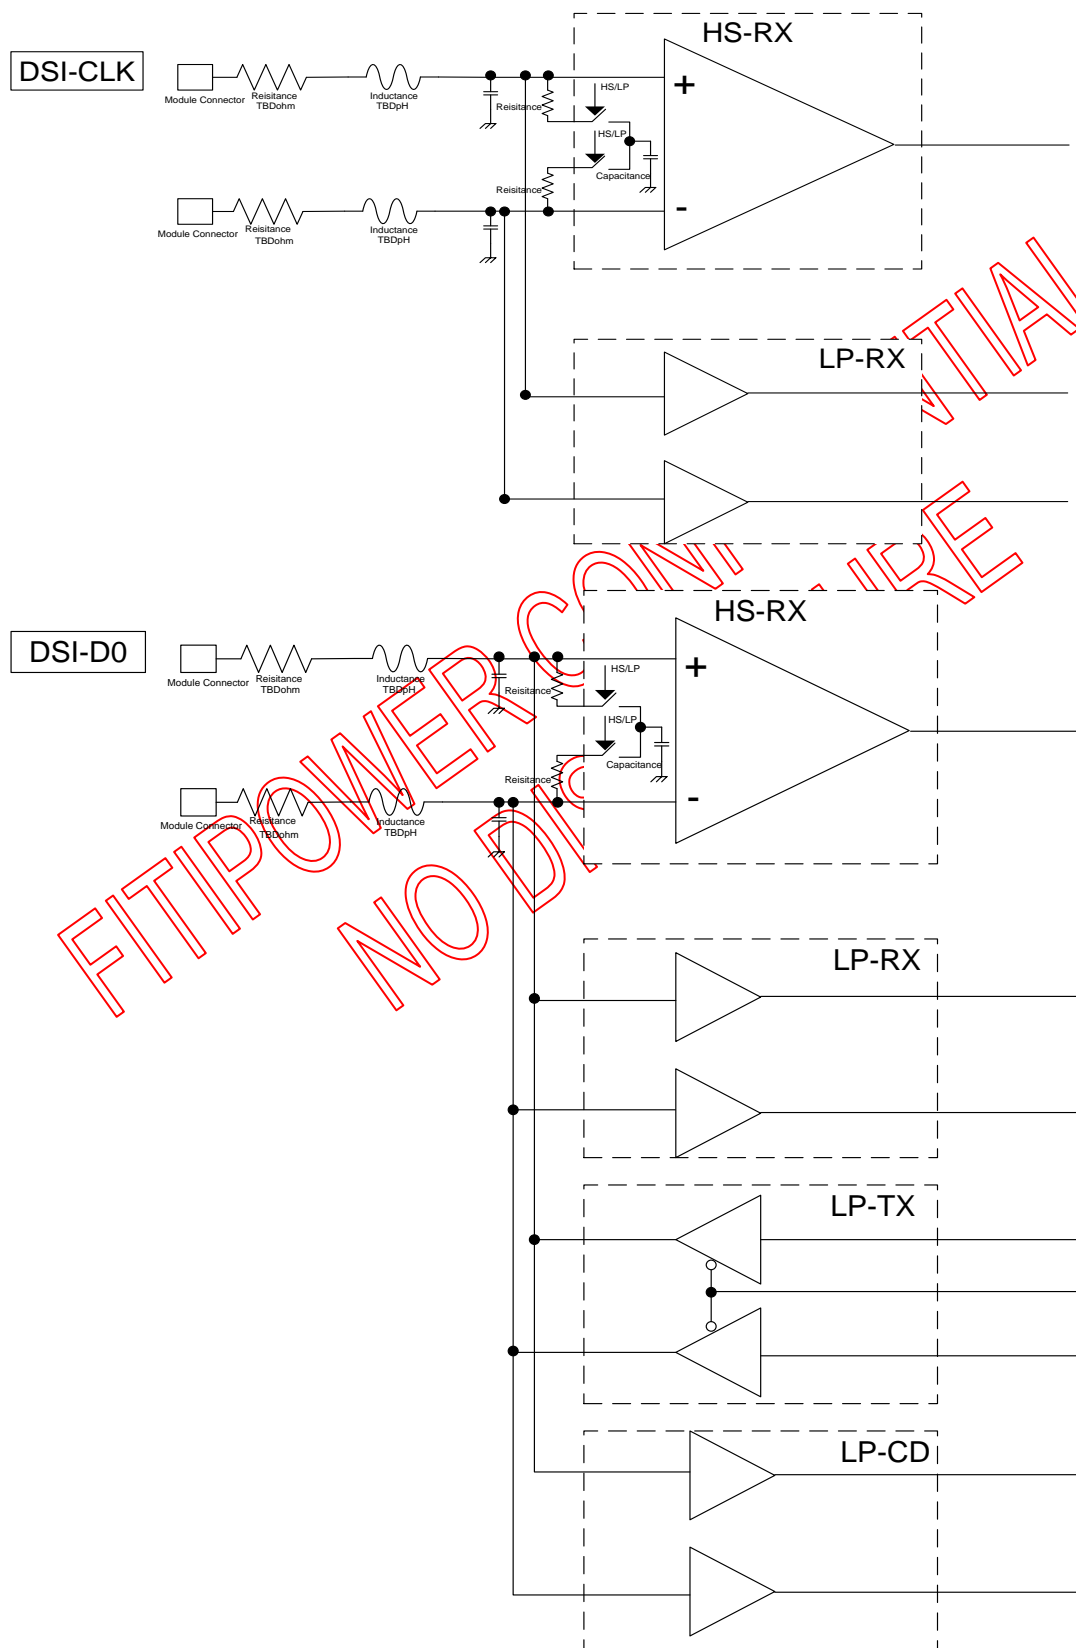 HS-RX
DSI-CLK
+
HS/LP
Module Connector
Reisitance
TBDohm
Inductance
TBDpH
Reisitance
HS/LP
Capacitance
Reisitance
-
Module Connector
Reisitance
TBDohm
Inductance
TBDpH
LP-RX
HS-RX
DSI-D0
+
HS/LP
Module Connector
Reisitance
TBDohm
Inductance
TBDpH
Reisitance
HS/LP
Capacitance
Reisitance
-
Module Connector
Reisitance
TBDohm
Inductance
TBDpH
LP-RX
LP-TX
LP-CD
FITIPOWER
NO